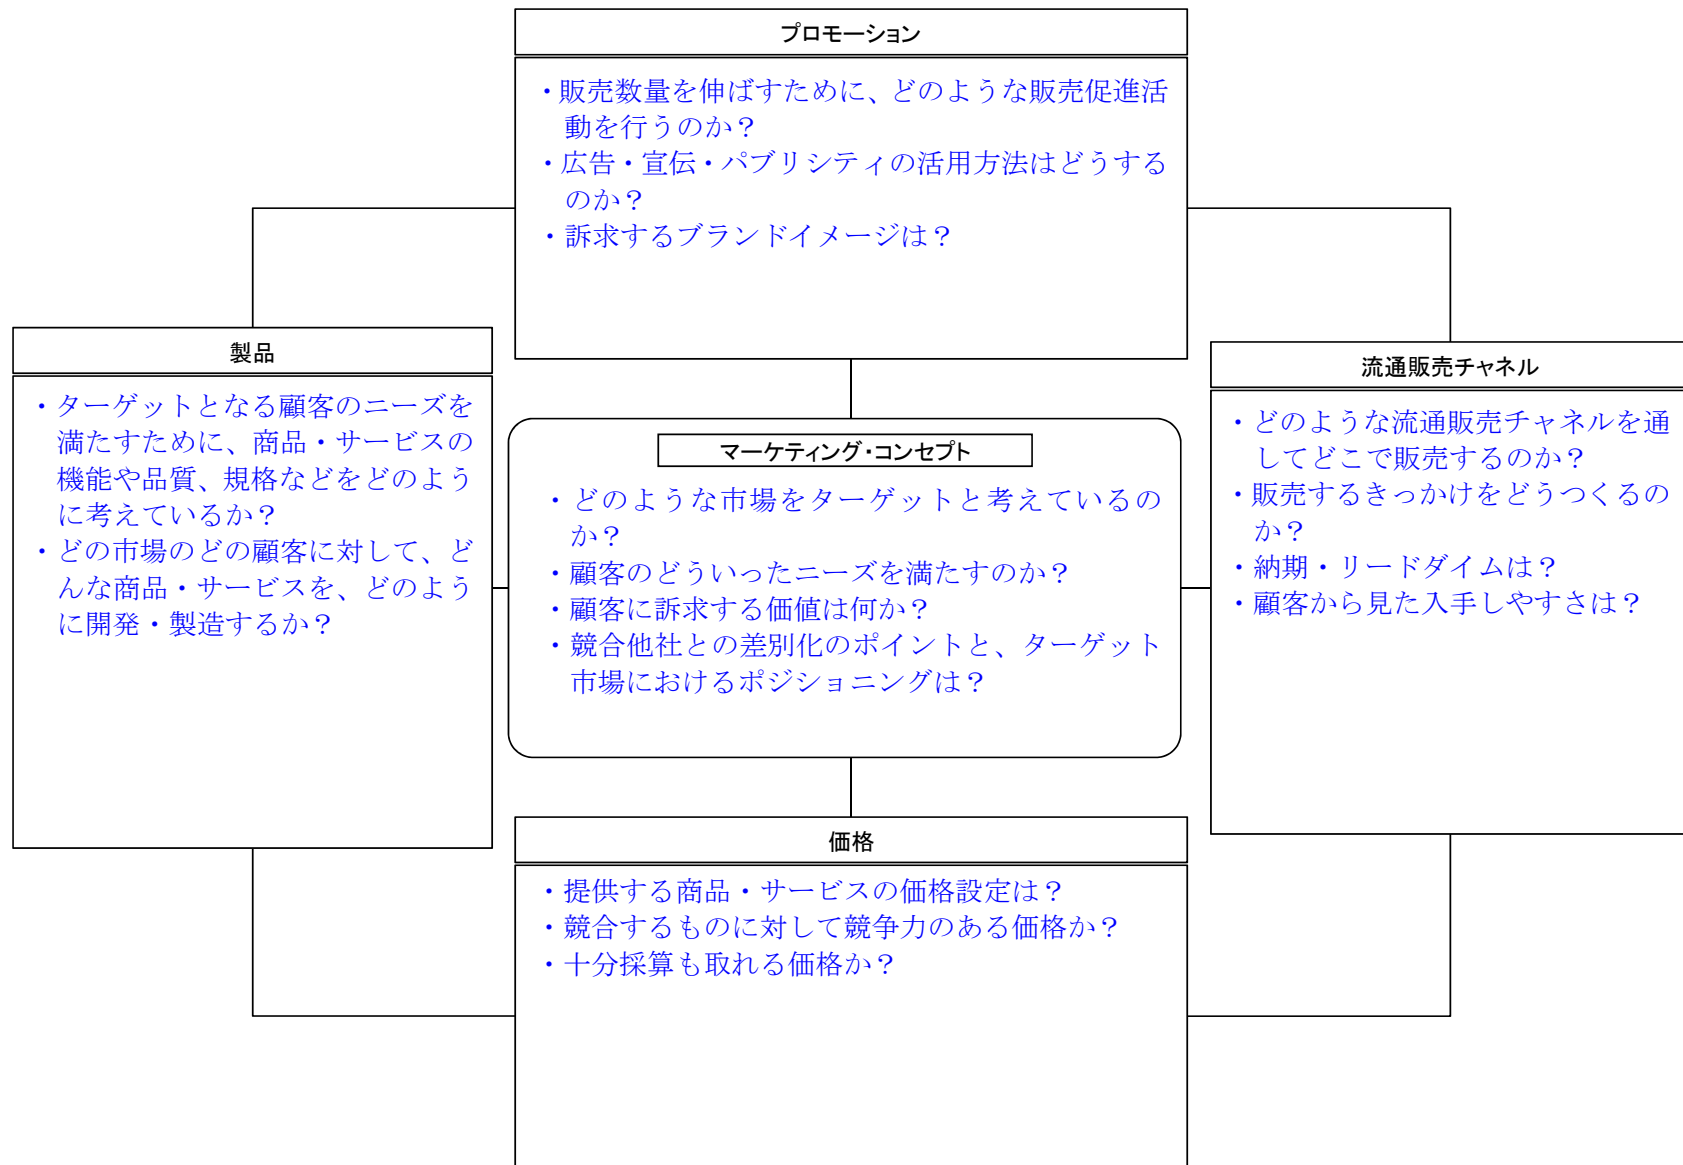 プロモーション
・販売数量を伸ばすために、どのような販売促進活
動を行うのか？
・広告・宣伝・パブリシティの活用方法はどうする
のか？
・訴求するブランドイメージは？
製品
・ターゲットとなる顧客のニーズを
満たすために、商品・サービスの
機能や品質、規格などをどのよう
に考えているか？
・どの市場のどの顧客に対して、ど
んな商品・サービスを、どのよう
に開発・製造するか？
マーケティング・コンセプト
・どのような市場をターゲットと考えているの
か？
・顧客のどういったニーズを満たすのか？
・顧客に訴求する価値は何か？
・競合他社との差別化のポイントと、ターゲット
市場におけるポジショニングは？
流通販売チャネル
・どのような流通販売チャネルを通
してどこで販売するのか？
・販売するきっかけをどうつくるの
か？
・納期・リードダイムは？
・顧客から見た入手しやすさは？
価格
・提供する商品・サービスの価格設定は？
・競合するものに対して競争力のある価格か？
・十分採算も取れる価格か？